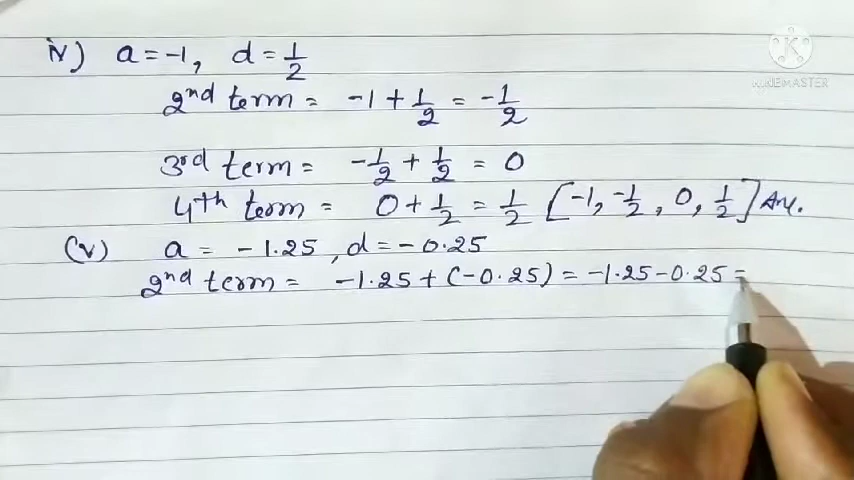 iv) a = -1, d = 1/2
2nd term = -1 + 1/2 = -1/2
3rd term = -1/2 + 1/2 = 0
4th term = 0 + 1/2 = 1/2 [-1, -1/2, 0, 1/2] Ans.
(v) a = -1.25, d = -0.25
2nd term = -1.25 + (-0.25) = -1.25 - 0.25 =
K
KINEMASTER